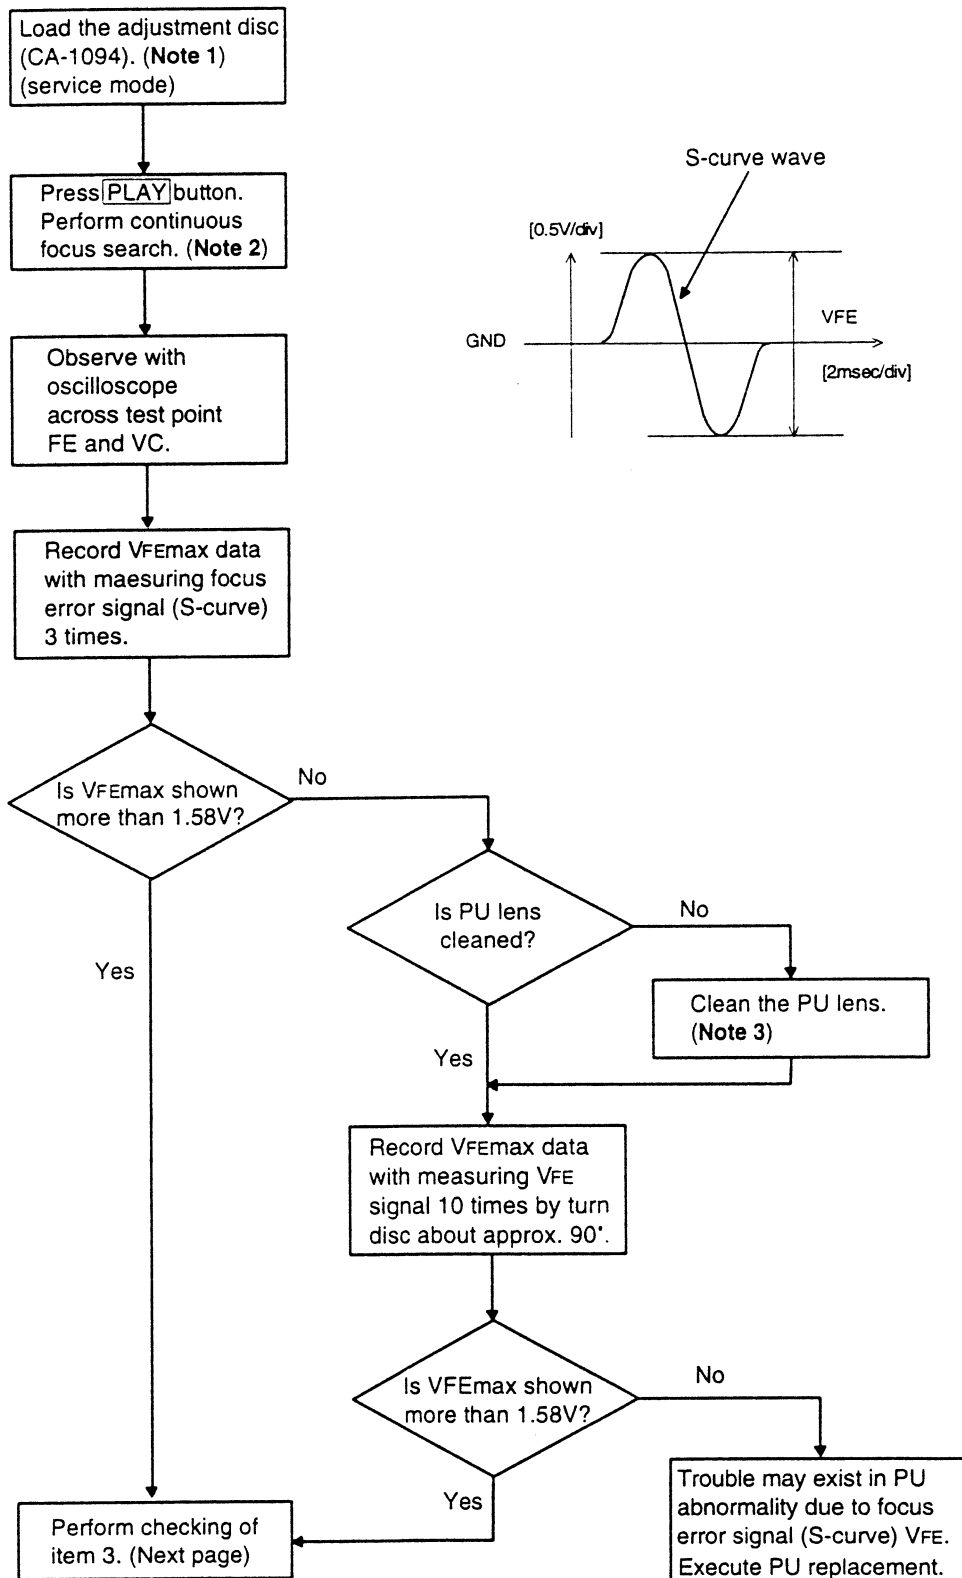 Load the adjustment disc
(CA-1094). (Note 1)
(service mode)
Press PLAY button.
Perform continuous
focus search. (Note 2)
S-curve wave
[0.5V/div]
GND
VFE
[2msec/div]
Observe with
oscilloscope
across test point
FE and VC.
Record VFEmax data
with maesuring focus
error signal (S-curve)
3 times.
Is VFEmax shown
more than 1.58V?
No
Yes
Is PU lens
cleaned?
No
Yes
Clean the PU lens.
(Note 3)
Record VFEmax data
with measuring VFE
signal 10 times by turn
disc about approx. 90°.
Is VFEmax shown
more than 1.58V?
No
Yes
Trouble may exist in PU
abnormality due to focus
error signal (S-curve) VFE.
Execute PU replacement.
Perform checking of
item 3. (Next page)